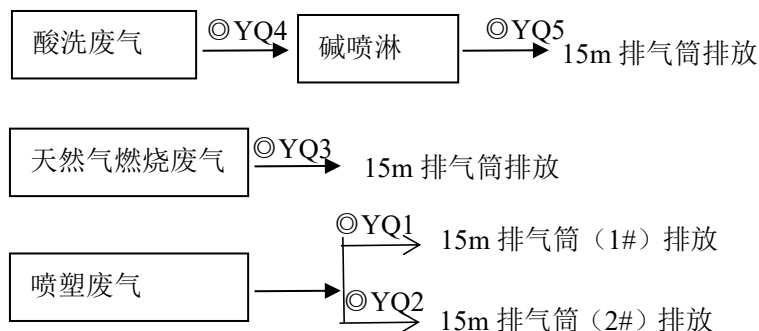 酸洗废气 ◎YQ4 碱喷淋 ◎YQ5 15m 排气筒排放
天然气燃烧废气 ◎YQ3 15m 排气筒排放
◎YQ1 15m 排气筒（1#）排放
喷塑废气
◎YQ2 15m 排气筒（2#）排放